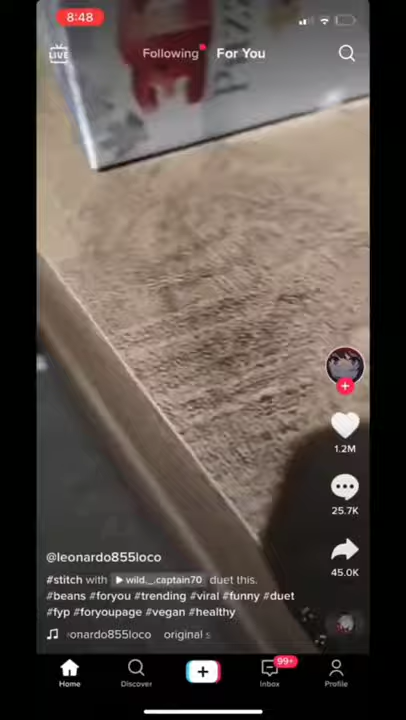 8:48
LIVE
Following
For You
1.2M
25.7K
45.0K
@leonardo855loco
#stitch with ▶ wild._.captain70 duet this.
#beans #foryou #trending #viral #funny #duet
#fyp #foryoupage #vegan #healthy
onardo855loco original s
Home
Discover
99+
Inbox
Profile